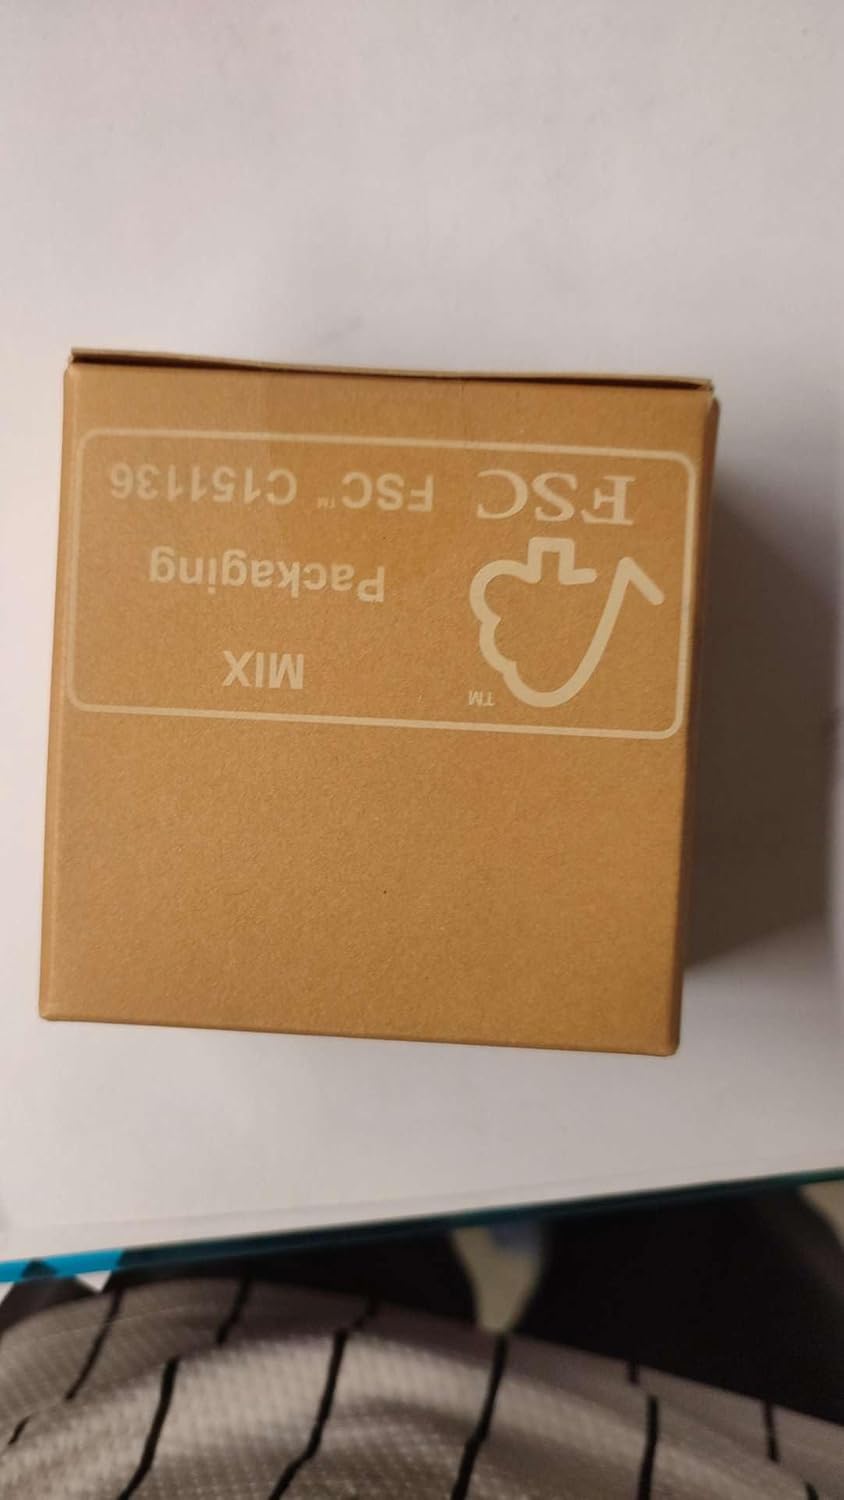 TM
MIX
Packaging
FSC
FSC™ C151136